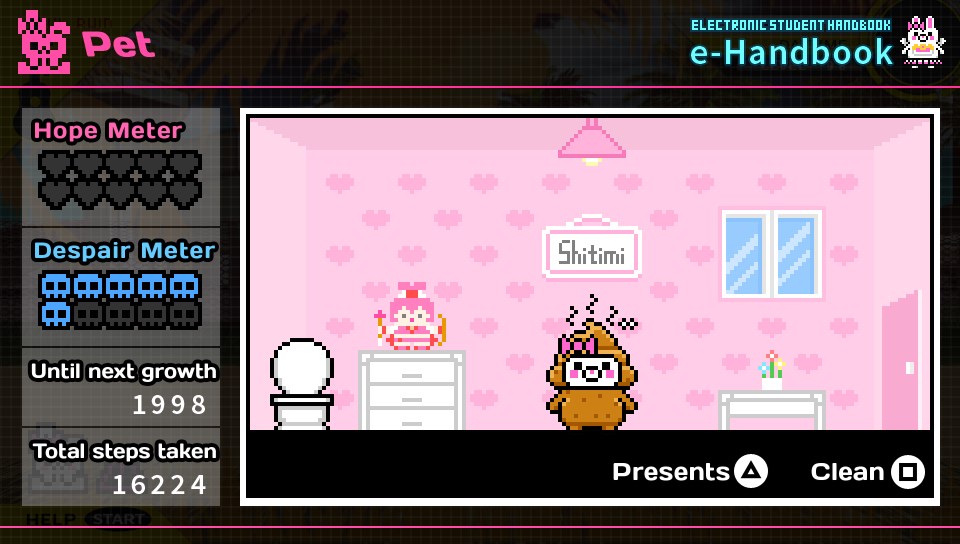 Pet
ELECTRONIC STUDENT HANDBOOK
e-Handbook
Hope Meter
Despair Meter
Until next growth
1998
Total steps taken
16224
Shitimi
Presents
Clean
HELP START